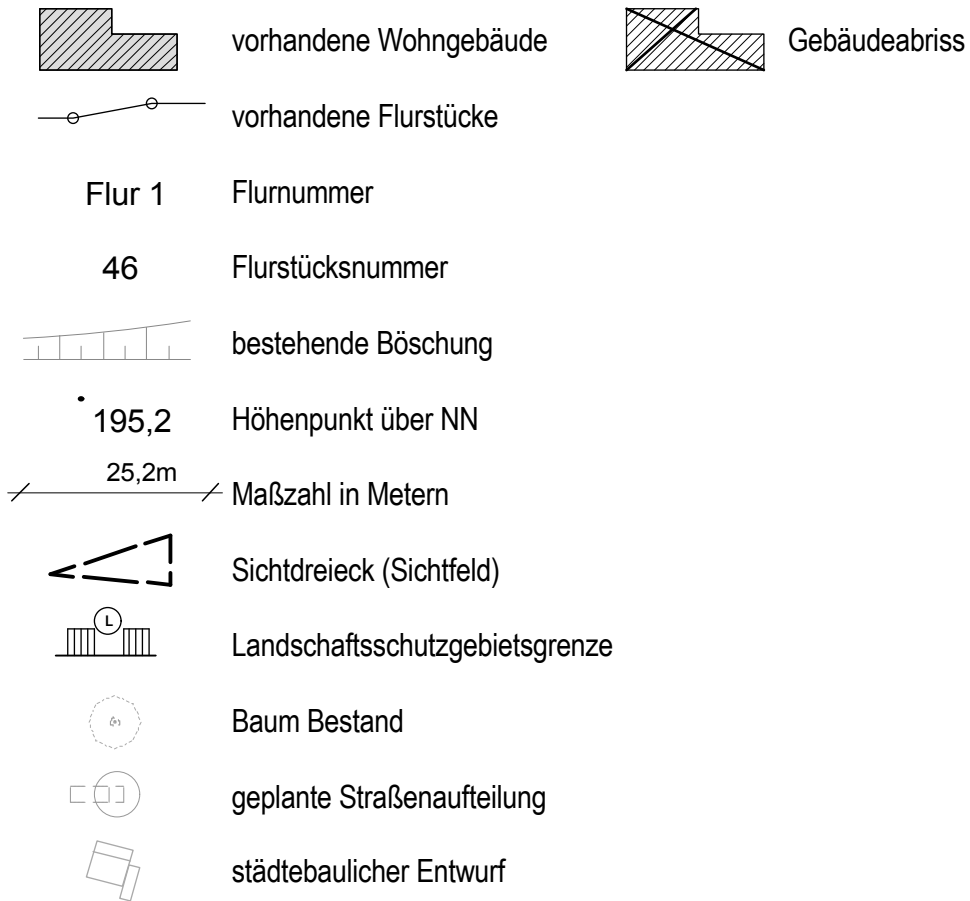 vorhandene Wohngebäude
Gebäudeabriss
vorhandene Flurstücke
Flur 1 Flurnummer
46 Flurstücksnummer
bestehende Böschung
195,2 Höhenpunkt über NN
25,2m
Maßzahl in Metern
Sichtdreieck (Sichtfeld)
L
Landschaftsschutzgebietsgrenze
Baum Bestand
geplante Straßenaufteilung
städtebaulicher Entwurf